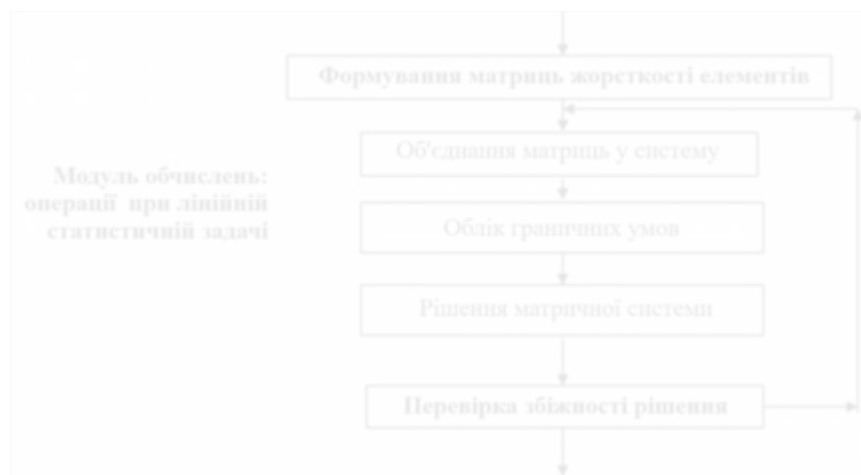 Формування матриць жорсткості елементів
Об'єднання матриць у систему
Модуль обчислень:
операції при лінійній
статистичній задачі
Облік граничних умов
Рішення матричної системи
Перевірка збіжності рішення